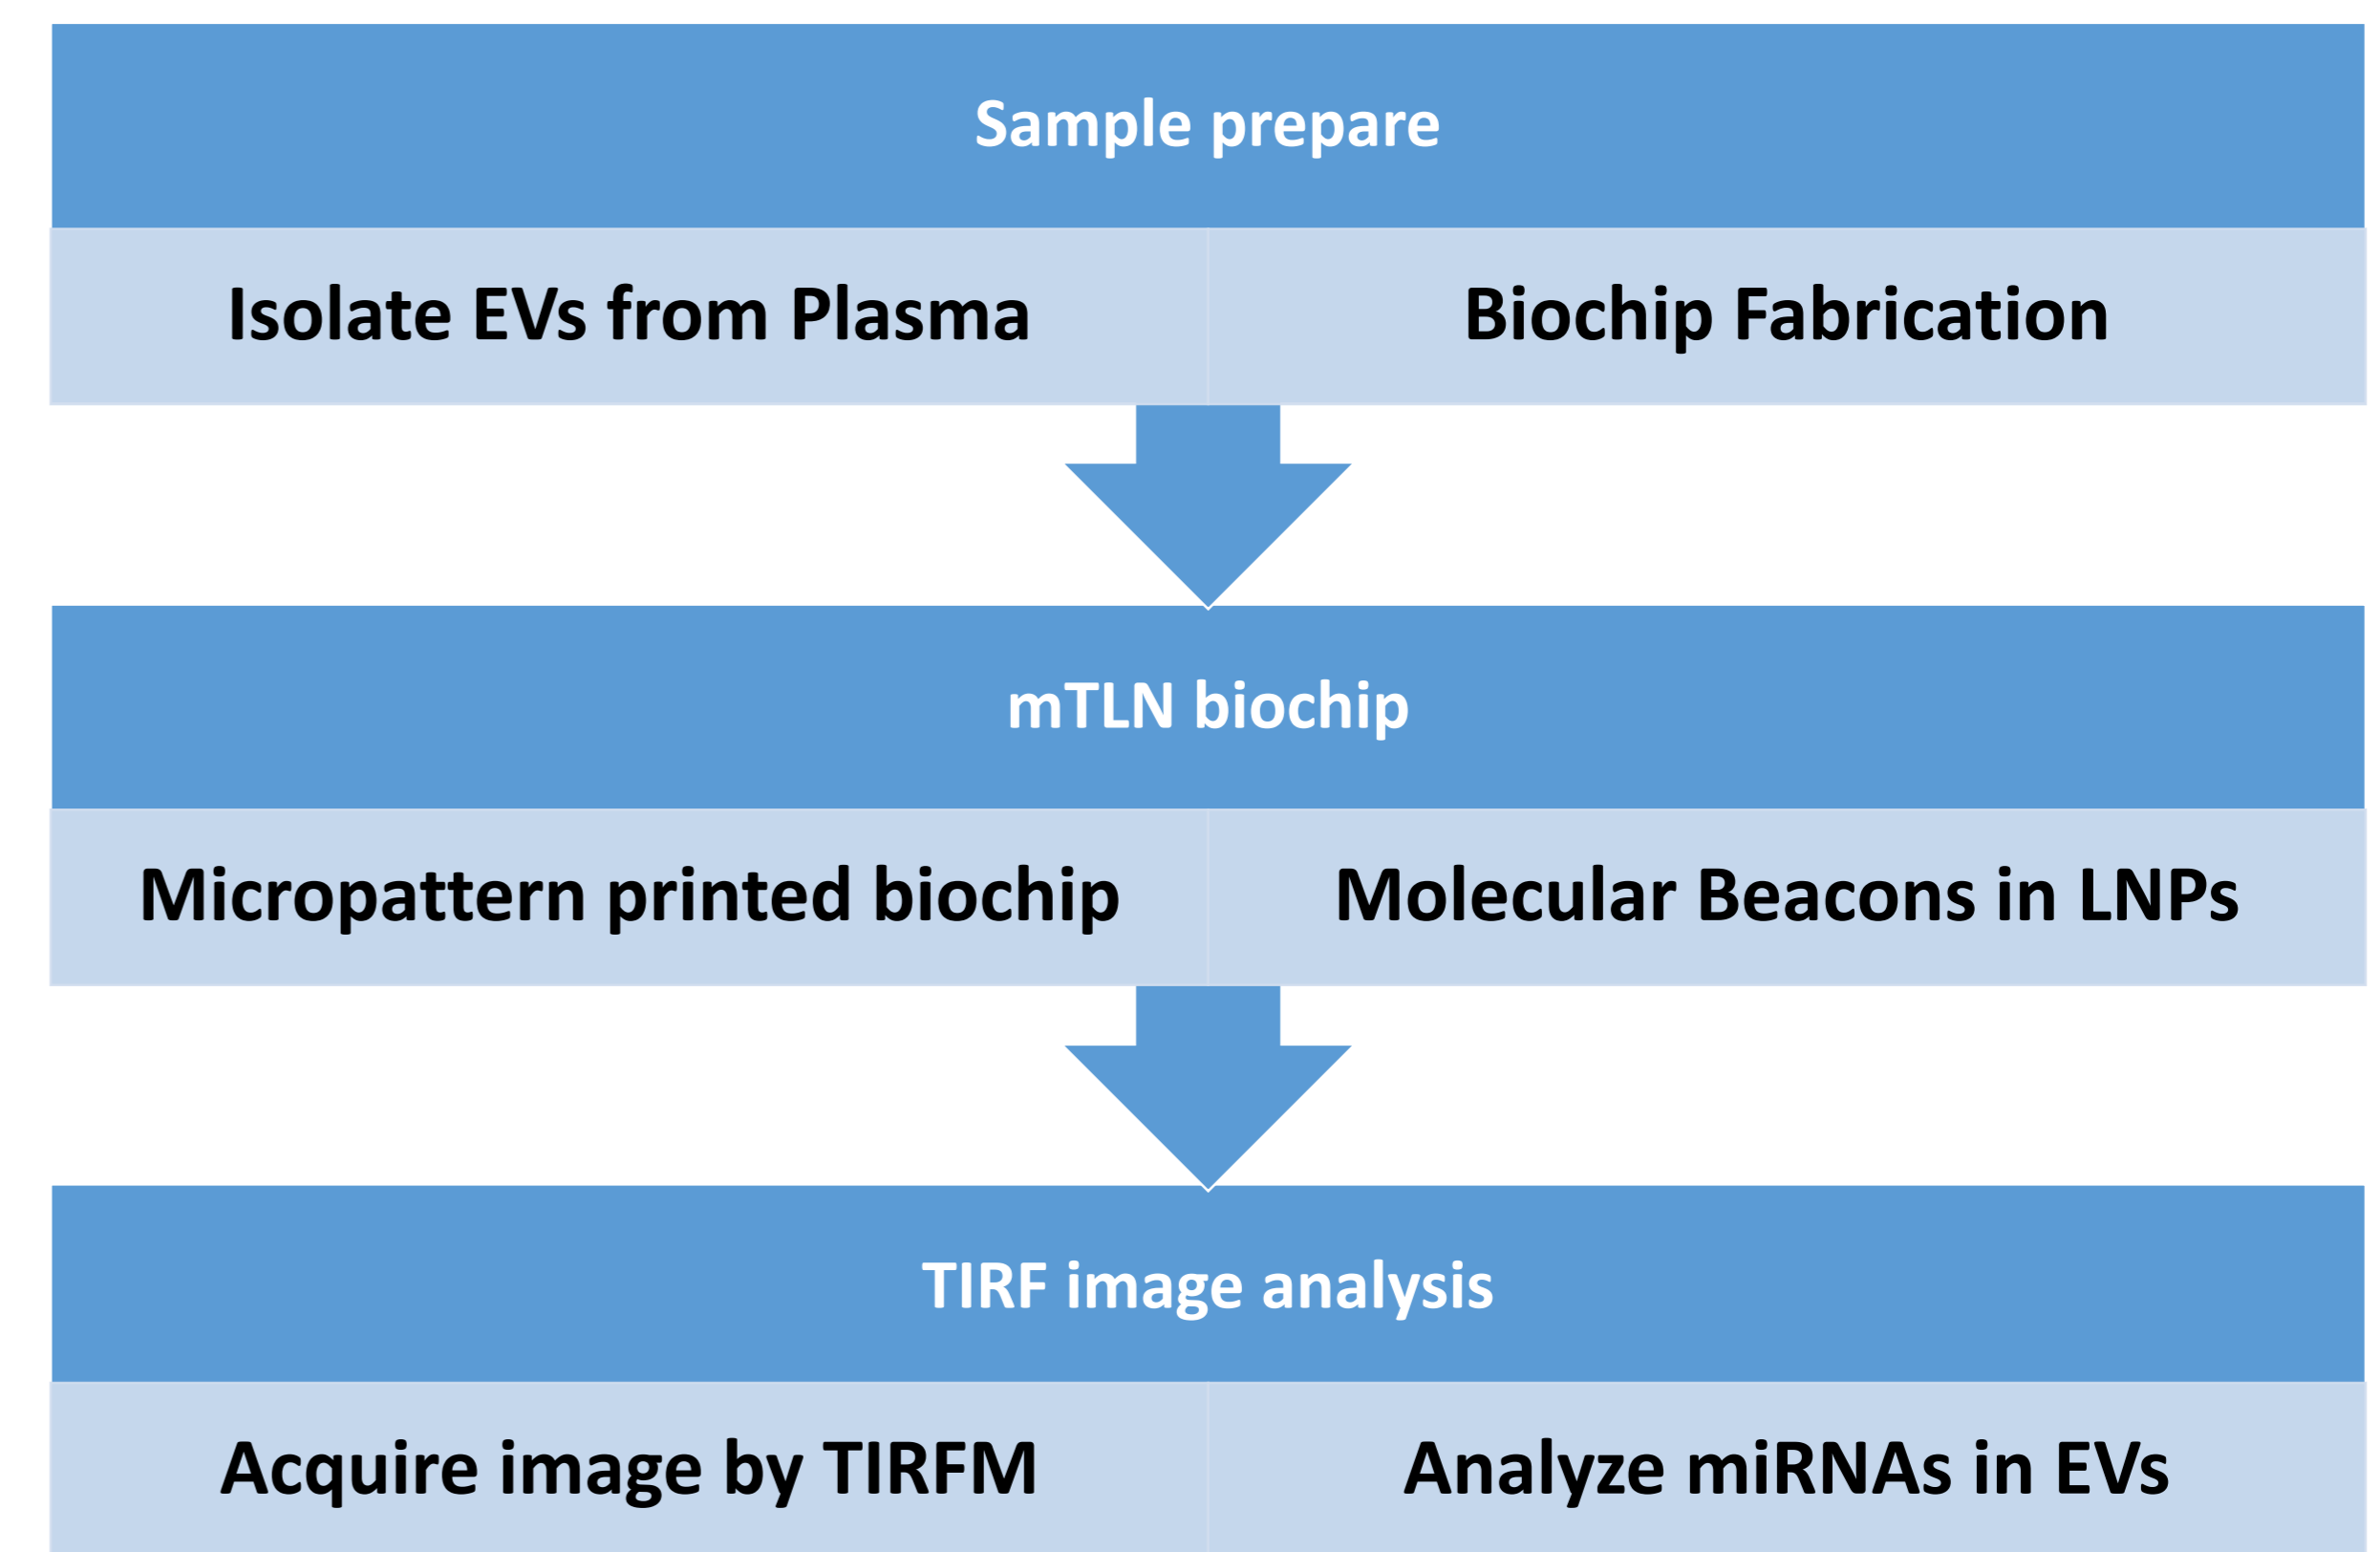 Sample prepare
Isolate EVs from Plasma
Biochip Fabrication
mTLN biochip
Micropattern printed biochip
Molecular Beacons in LNPs
TIRF image analysis
Acquire image by TIRFM
Analyze miRNAs in EVs